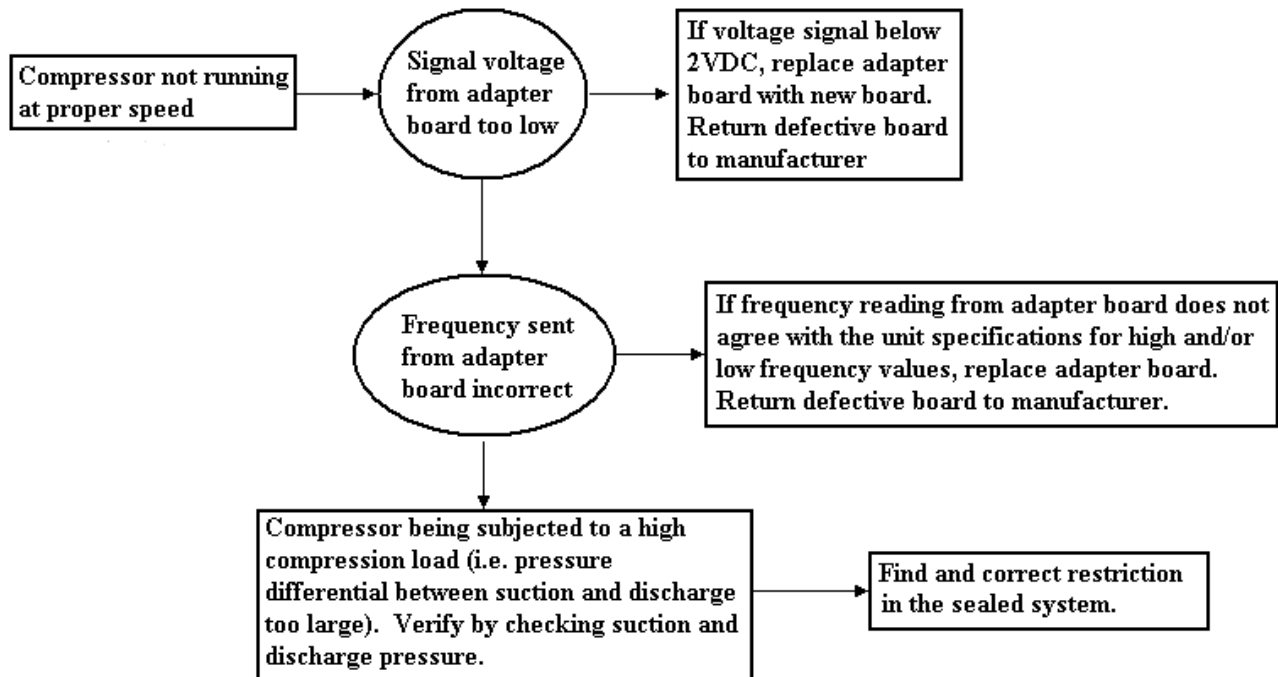 Compressor not running
at proper speed
Signal voltage
from adapter
board too low
If voltage signal below
2VDC, replace adapter
board with new board.
Return defective board
to manufacturer
Frequency sent
from adapter
board incorrect
If frequency reading from adapter board does not
agree with the unit specifications for high and/or
low frequency values, replace adapter board.
Return defective board to manufacturer.
Compressor being subjected to a high
compression load (i.e. pressure
differential between suction and discharge
too large).  Verify by checking suction and
discharge pressure.
Find and correct restriction
in the sealed system.